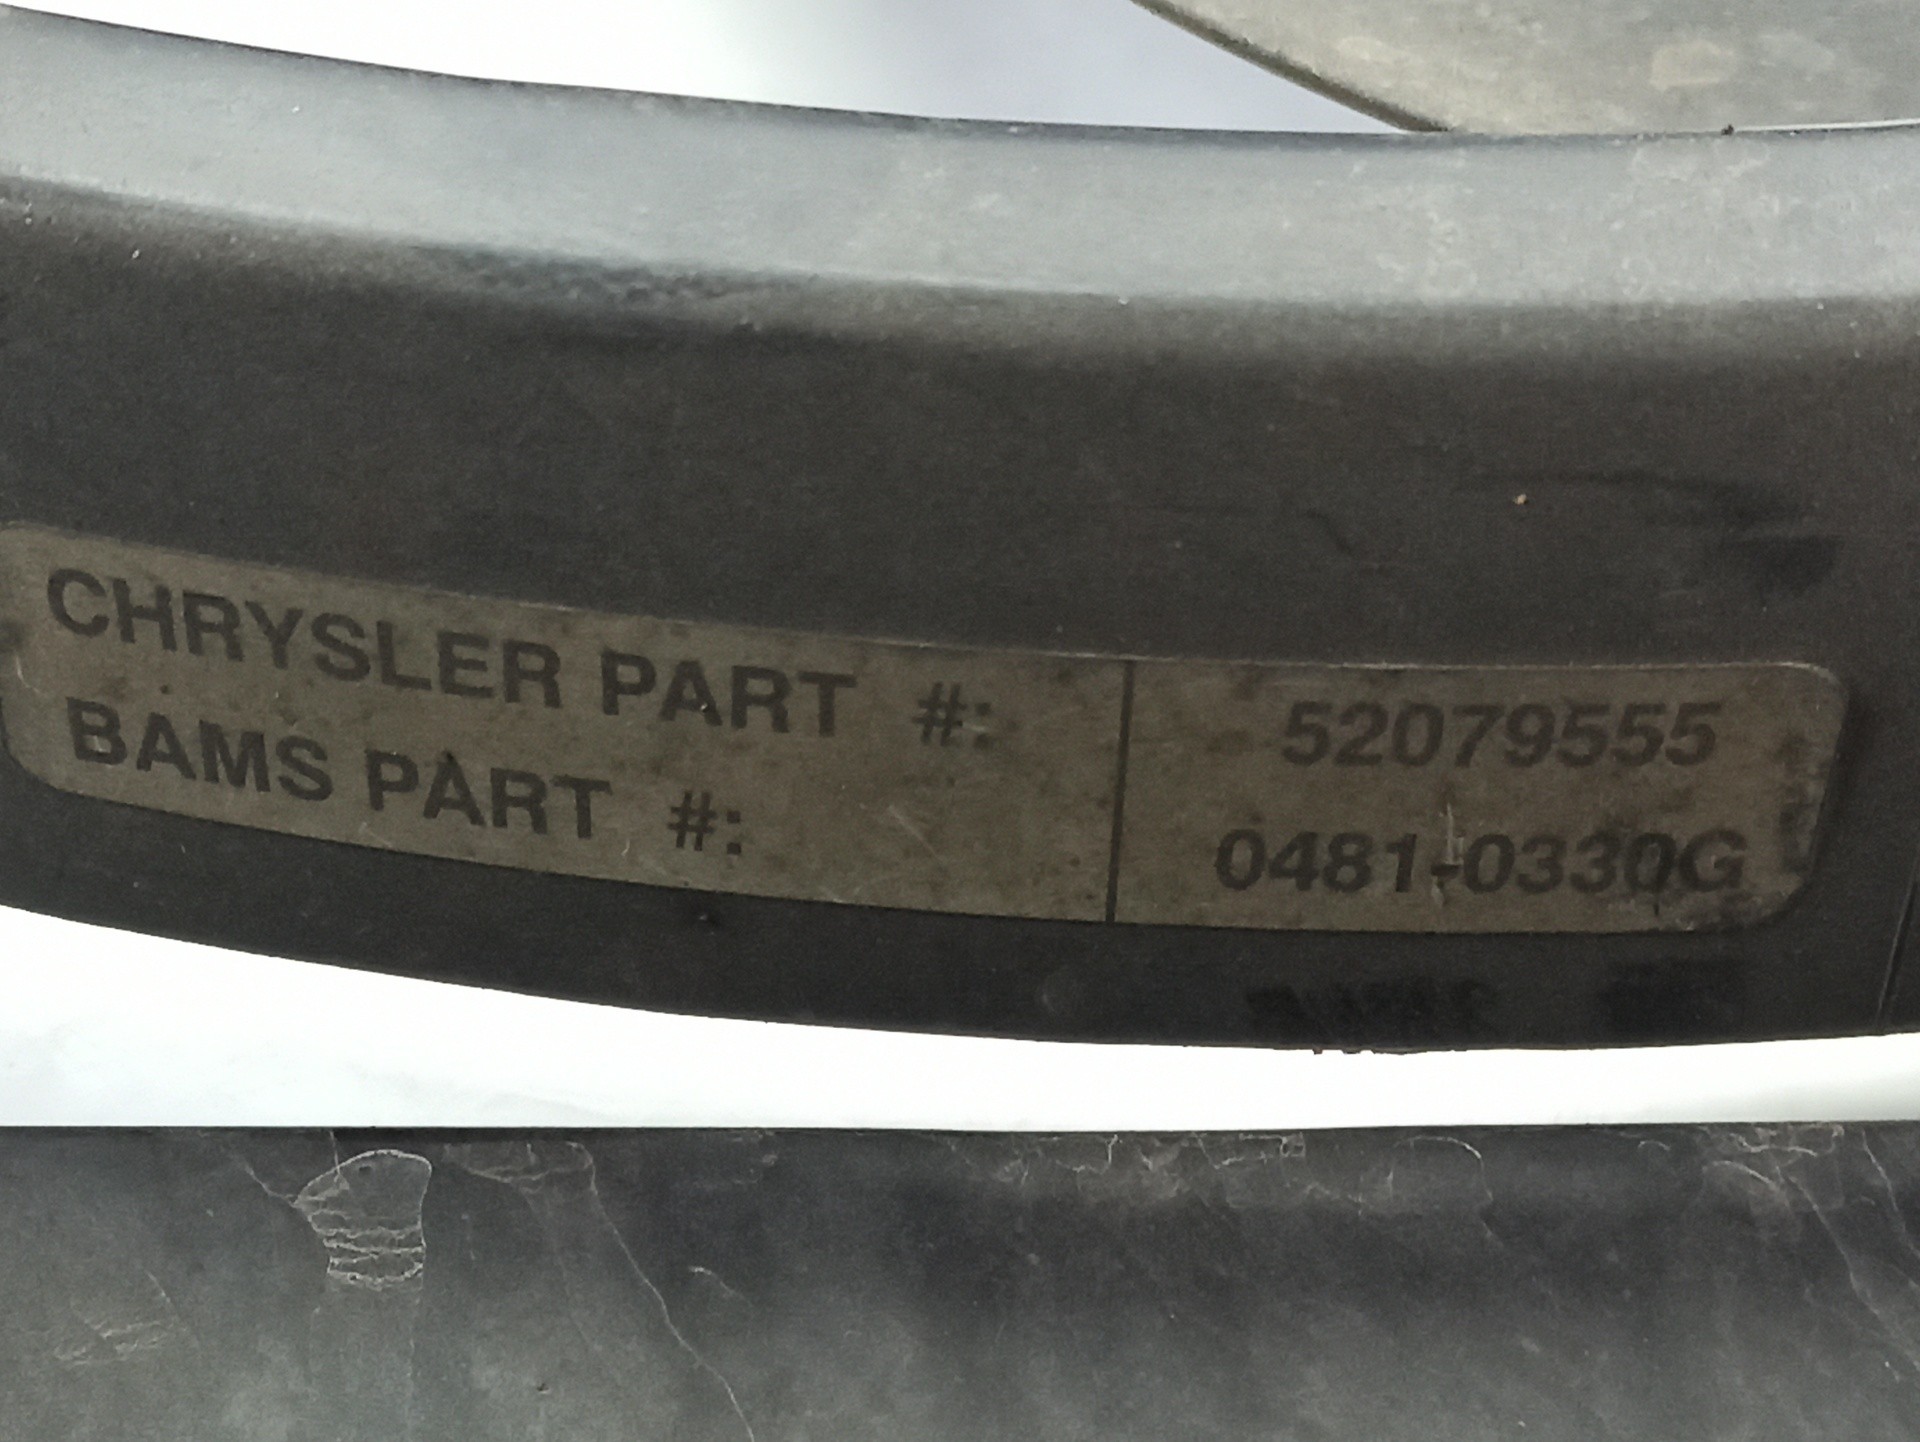 CHRYSLER PART #: 52079555
BAMS PART #: 0481-0330G